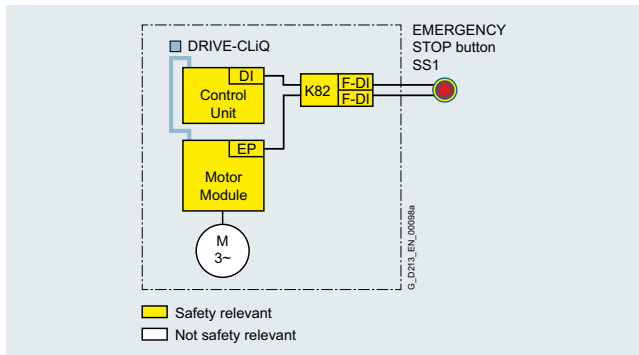 EMERGENCY
STOP button
SS1
DRIVE-CLiQ
DI
Control
Unit
K82
F-DI
F-DI
EP
Motor
Module
M
3~
G_D213_EN_00098a
Safety relevant
Not safety relevant